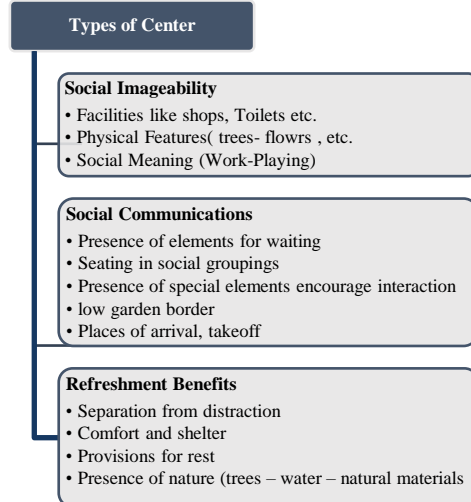 Types of Center
Social Imageability
• Facilities like shops, Toilets etc.
• Physical Features( trees- flowrs , etc.
• Social Meaning (Work-Playing)
Social Communications
• Presence of elements for waiting
• Seating in social groupings
• Presence of special elements encourage interaction
• low garden border
• Places of arrival, takeoff
Refreshment Benefits
• Separation from distraction
• Comfort and shelter
• Provisions for rest
• Presence of nature (trees – water – natural materials